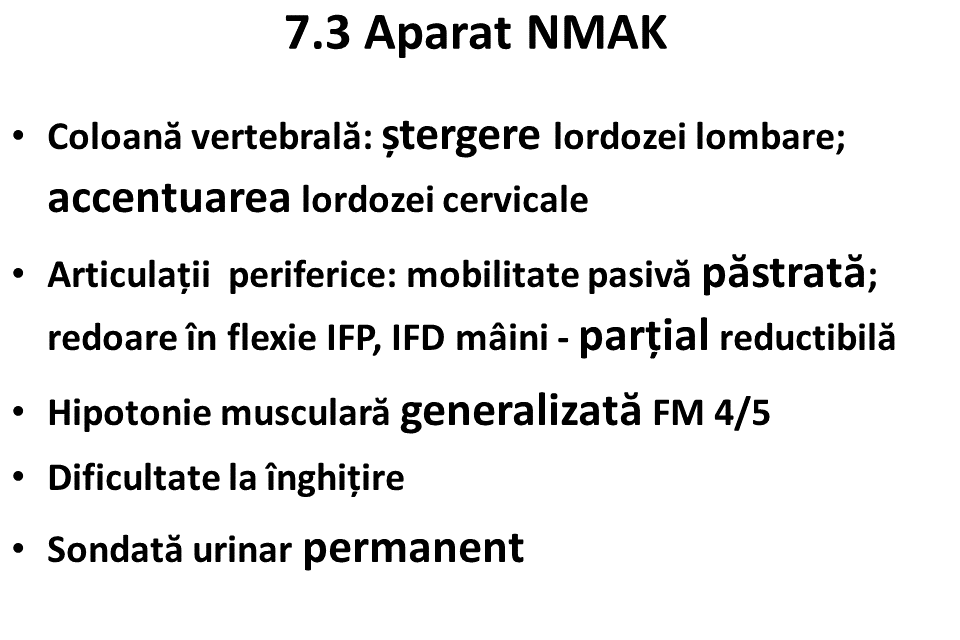 7.3 Aparat NMAK
• Coloană vertebrală: ștergere lordozei lombare;
accentuarea lordozei cervicale
• Articulații periferice: mobilitate pasivă păstrată;
redoare în flexie IFP, IFD mâini - parțial reductibilă
• Hipotonie musculară generalizată FM 4/5
• Dificultate la înghițire
• Sondată urinar permanent